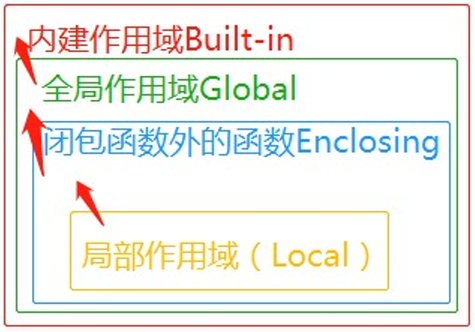 内建作用域Built-in
全局作用域Global
闭包函数外的函数Enclosing
局部作用域（Local）